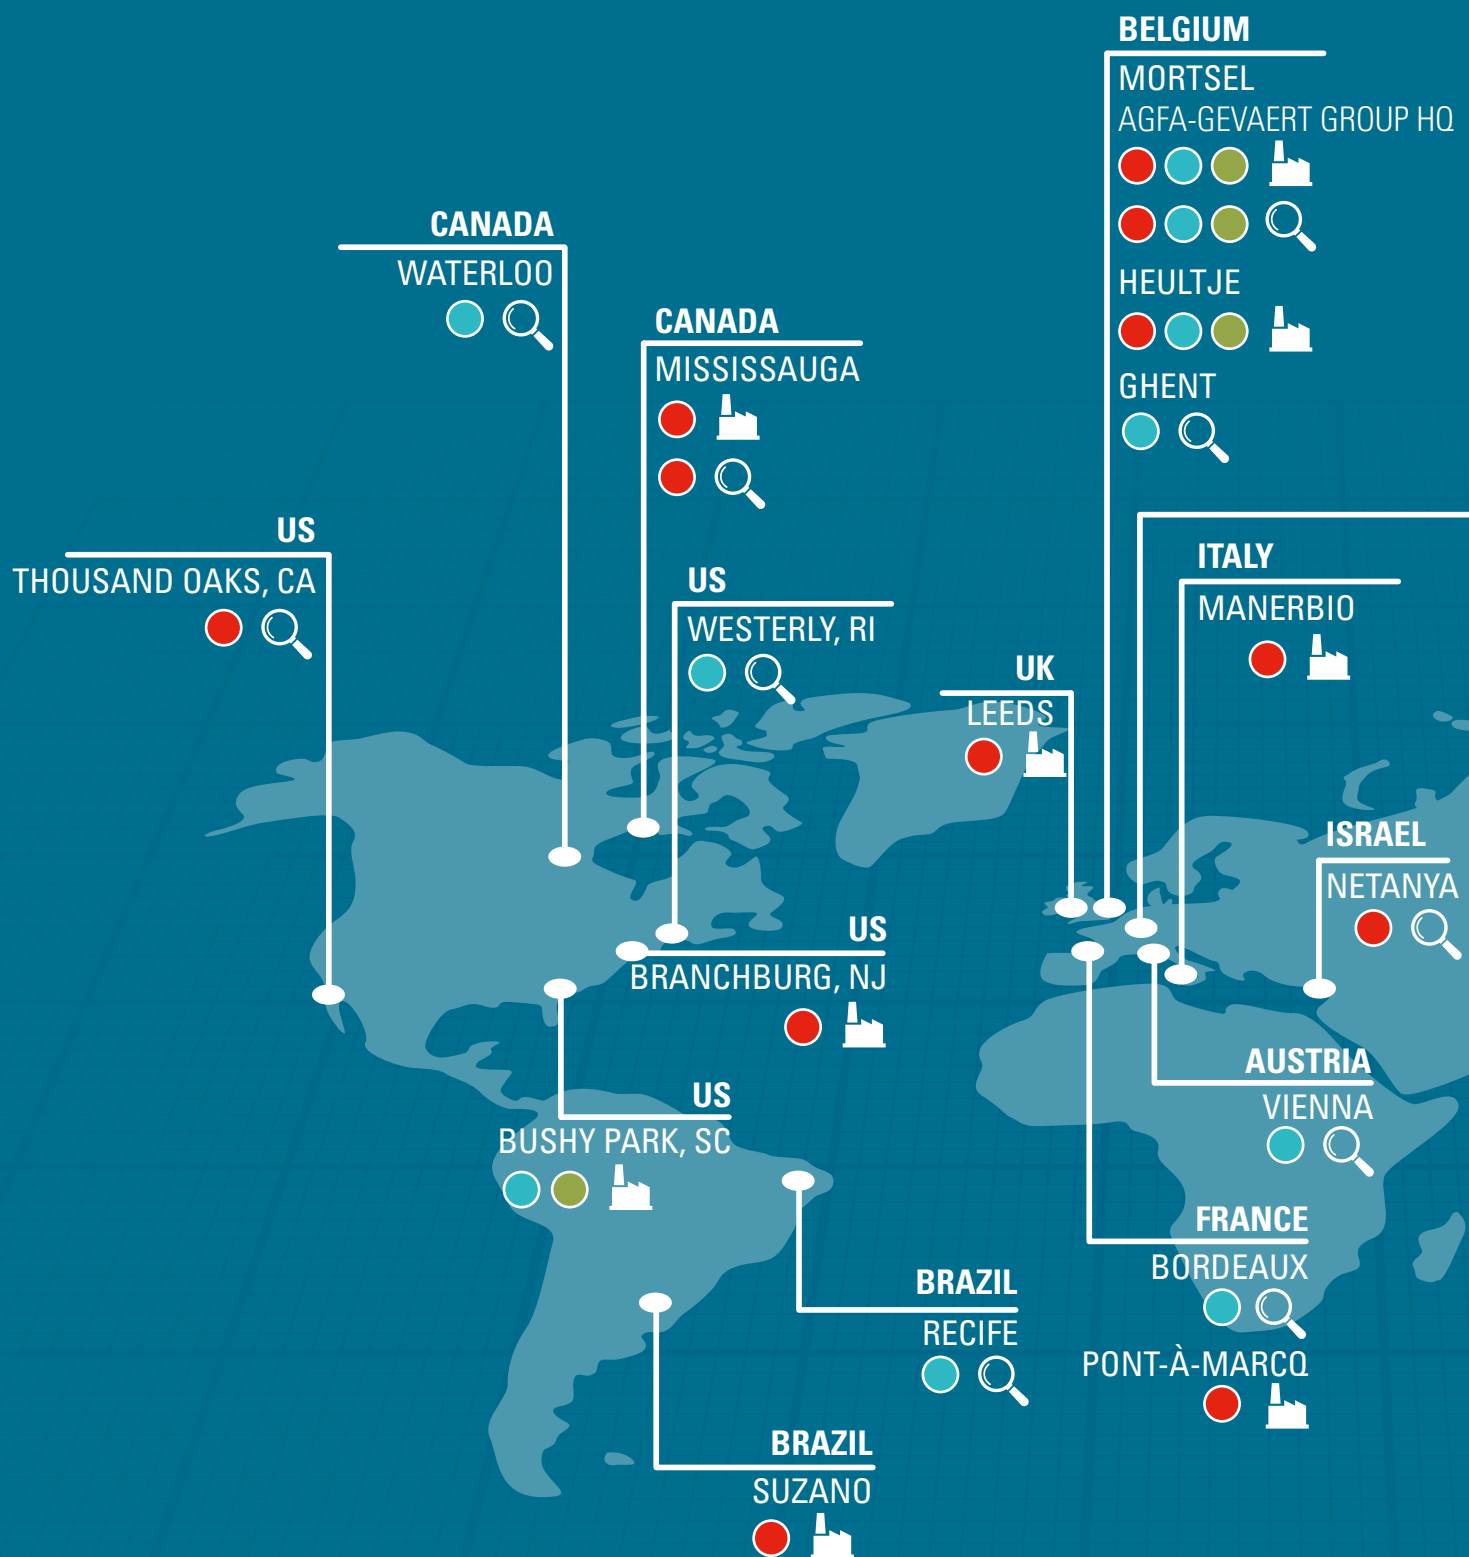 BELGIUM
MORTSEL
AGFA-GEVAERT GROUP HQ
HEULTJE
GHENT
CANADA
WATERLOO
CANADA
MISSISSAUGA
US
THOUSAND OAKS, CA
US
WESTERLY, RI
ITALY
MANERBIO
UK
LEEDS
ISRAEL
NETANYA
US
BRANCHBURG, NJ
US
BUSHY PARK, SC
AUSTRIA
VIENNA
FRANCE
BORDEAUX
PONT-À-MARCQ
BRAZIL
RECIFE
BRAZIL
SUZANO